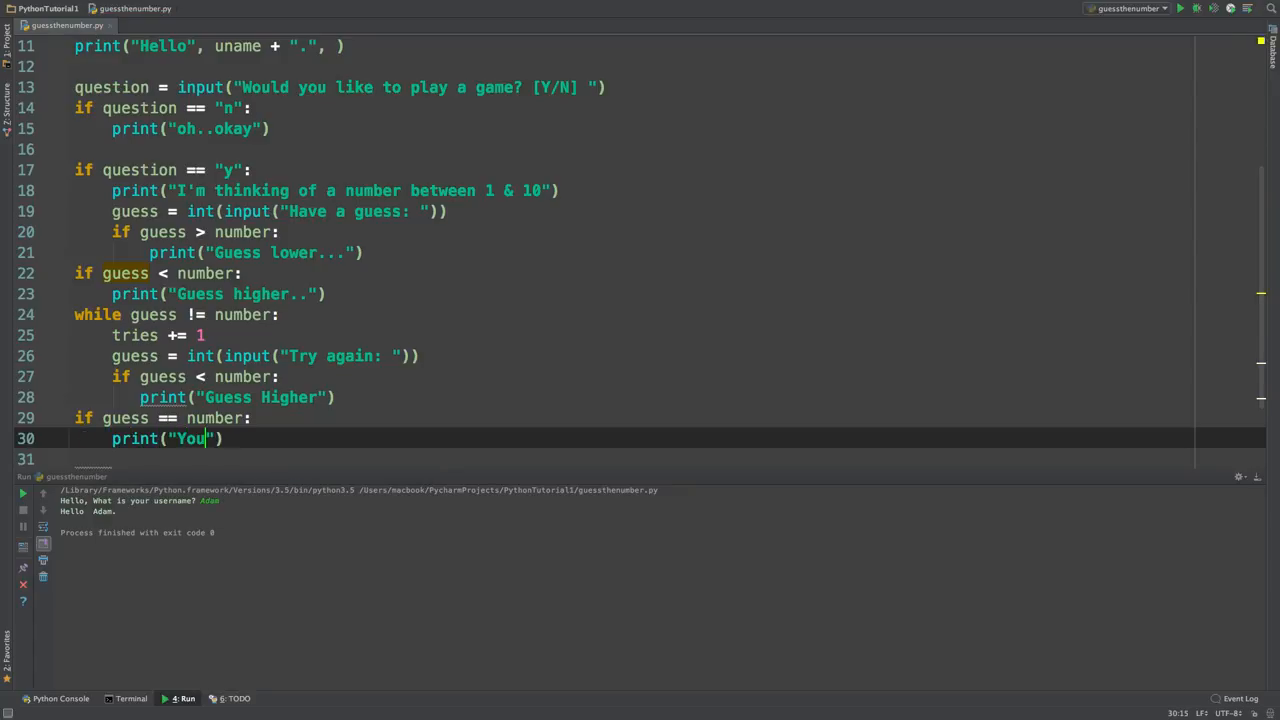 PythonTutorial1 guessthenumber.py guessthenumber
guessthenumber.py
1: Project
Z: Structure
2: Favorites
Database
11 print("Hello", uname + ".", )
12
13 question = input("Would you like to play a game? [Y/N] ")
14 if question == "n":
15 print("oh..okay")
16
17 if question == "y":
18 print("I'm thinking of a number between 1 & 10")
19 guess = int(input("Have a guess: "))
20 if guess > number:
21 print("Guess lower...")
22 if guess < number:
23 print("Guess higher..")
24 while guess != number:
25 tries += 1
26 guess = int(input("Try again: "))
27 if guess < number:
28 print("Guess Higher")
29 if guess == number:
30 print("You")
31
Run guessthenumber
/Library/Frameworks/Python.framework/Versions/3.5/bin/python3.5 /Users/macbook/PycharmProjects/PythonTutorial1/guessthenumber.py
Hello, What is your username? Adam
Hello  Adam.
Process finished with exit code 0
Python Console Terminal 4: Run 6: TODO Event Log
30:15 LF÷ UTF-8÷